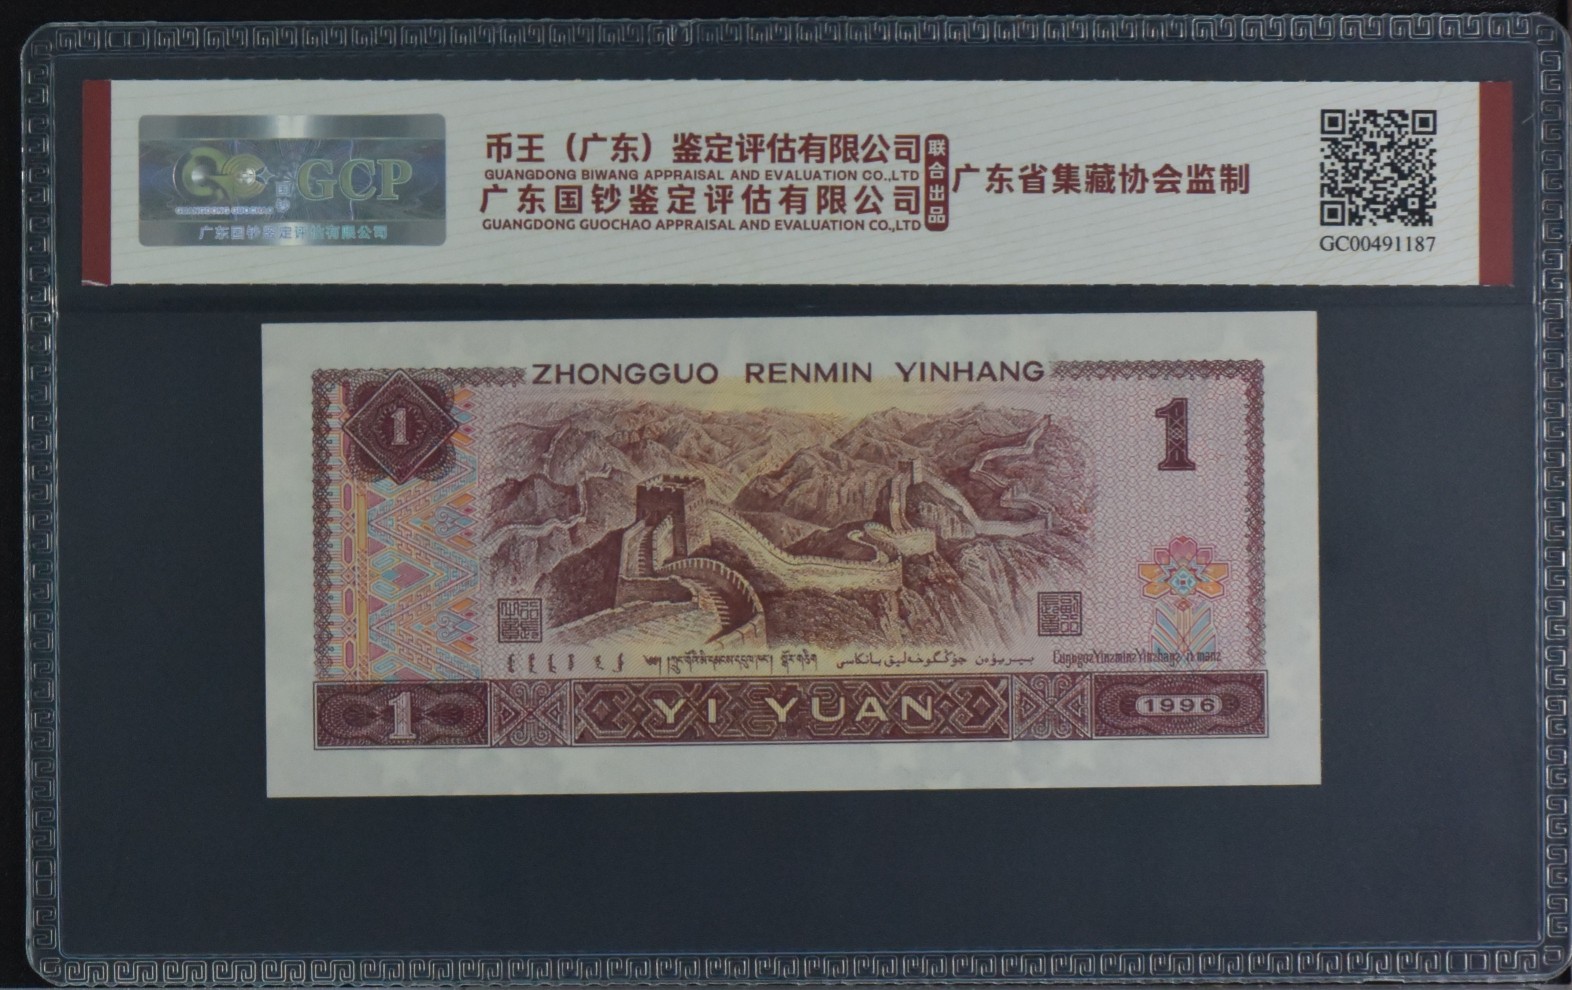 GCP
GUANGDONG GUOCHAO
广东国钞鉴定评估有限公司
币王（广东）鉴定评估有限公司
GUANGDONG BIWANG APPRAISAL AND EVALUATION CO.,LTD
广东国钞鉴定评估有限公司
GUANGDONG GUOCHAO APPRAISAL AND EVALUATION CO.,LTD
联合出品
广东省集藏协会监制
GC00491187
ZHONGGUO RENMIN YINHANG
1
1
1
YI YUAN
1996